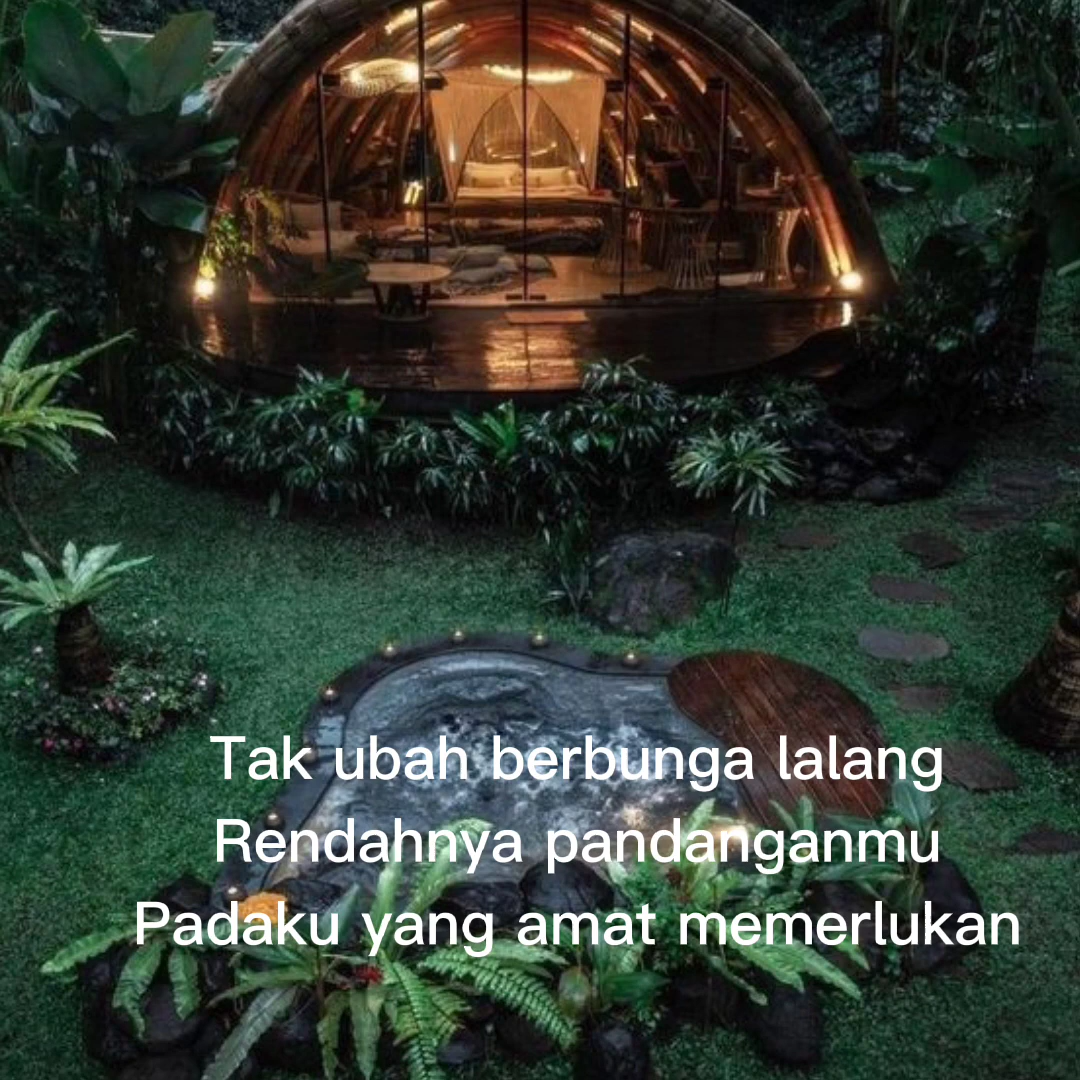 Tak ubah berbunga lalang
Rendahnya pandanganmu
Padaku yang amat memerlukan